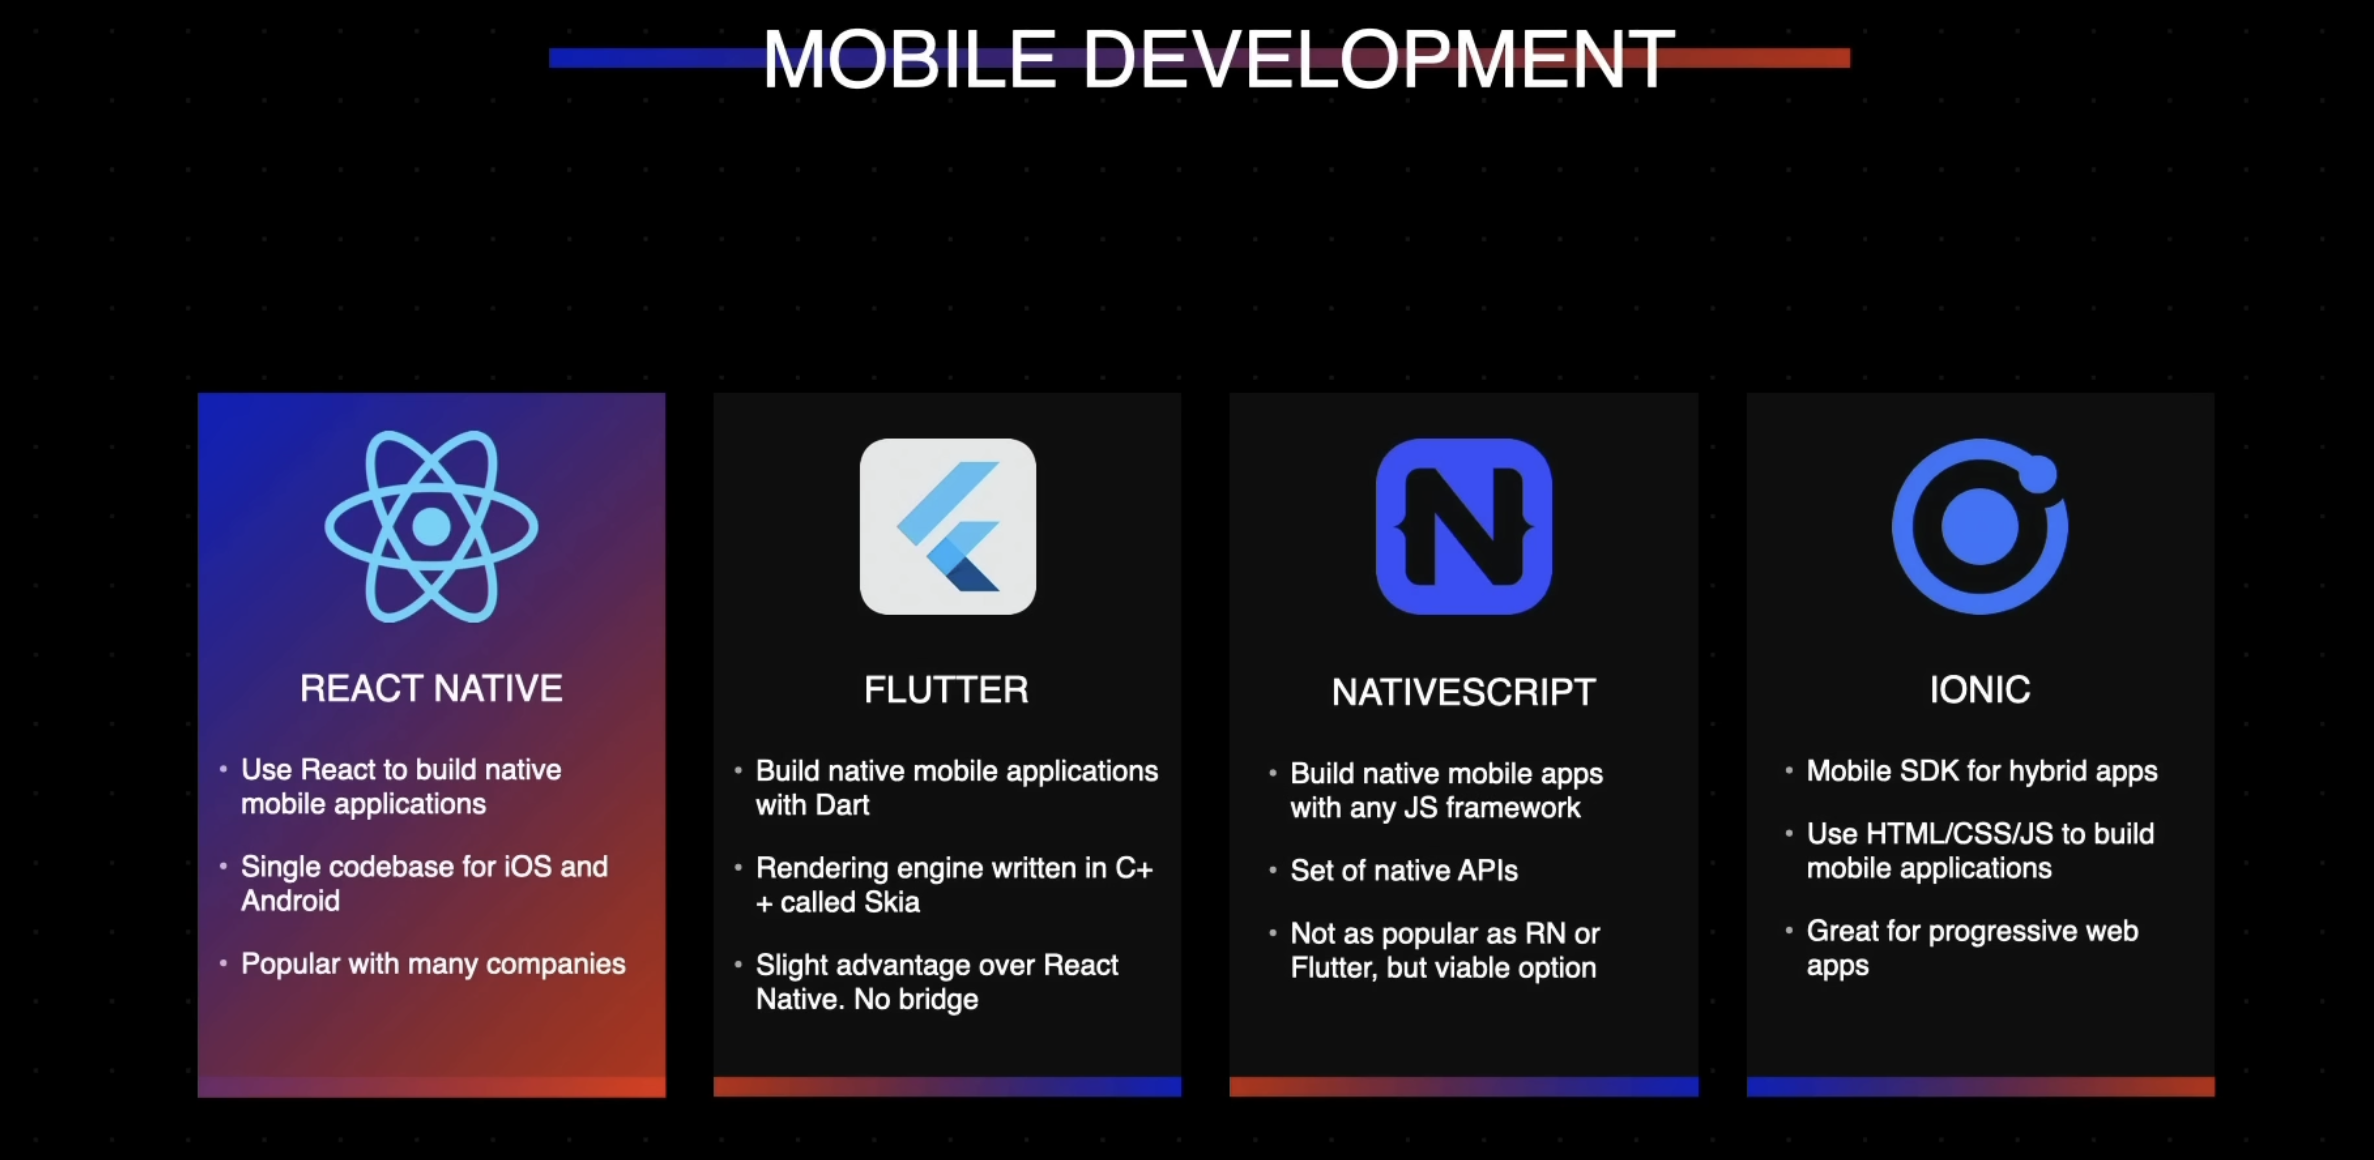 MOBILE DEVELOPMENT
REACT NATIVE
• Use React to build native
mobile applications
• Single codebase for iOS and
Android
• Popular with many companies
FLUTTER
• Build native mobile applications
with Dart
• Rendering engine written in C+
+ called Skia
• Slight advantage over React
Native. No bridge
N
NATIVESCRIPT
• Build native mobile apps
with any JS framework
• Set of native APIs
• Not as popular as RN or
Flutter, but viable option
IONIC
• Mobile SDK for hybrid apps
• Use HTML/CSS/JS to build
mobile applications
• Great for progressive web
apps